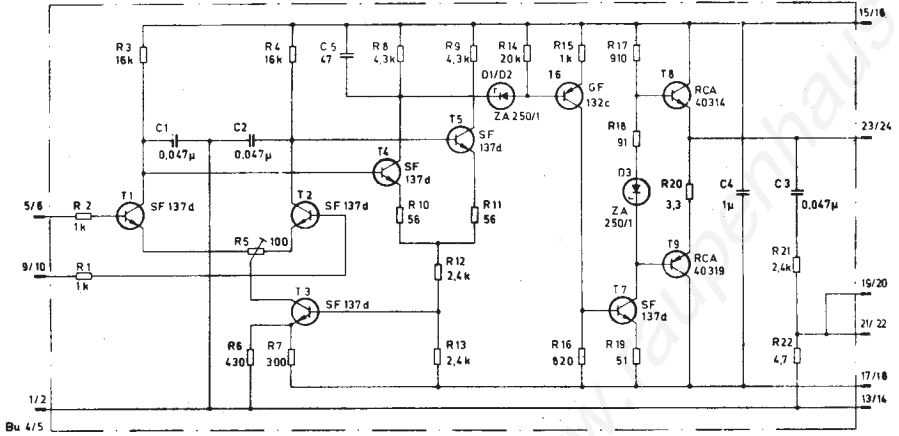 15/16
R3
16k
R4
16k
C5
47
R8
4,3k
R9
4,3k
R14
20k
R15
1k
R17
910
D1/D2
ZA 250/1
T6
GF
132c
T8
RCA
40314
C1
0,047µ
C2
0,047µ
T5
SF
137d
23/24
R18
91
T4
SF
137d
D3
ZA
250/1
R20
3,3
C4
1µ
C3
0,047µ
5/6
R2
1k
T1
SF 137d
T2
SF 137d
R10
56
R11
56
R5
100
9/10
R1
1k
R12
2,4k
T9
RCA
40319
R21
2,4k
19/20
T3
SF 137d
T7
SF
137d
21/22
R6
430
R7
300
R13
2,4k
R16
820
R19
51
R22
4,7
17/18
1/2
13/14
Bu 4/5
www.raupenhaus